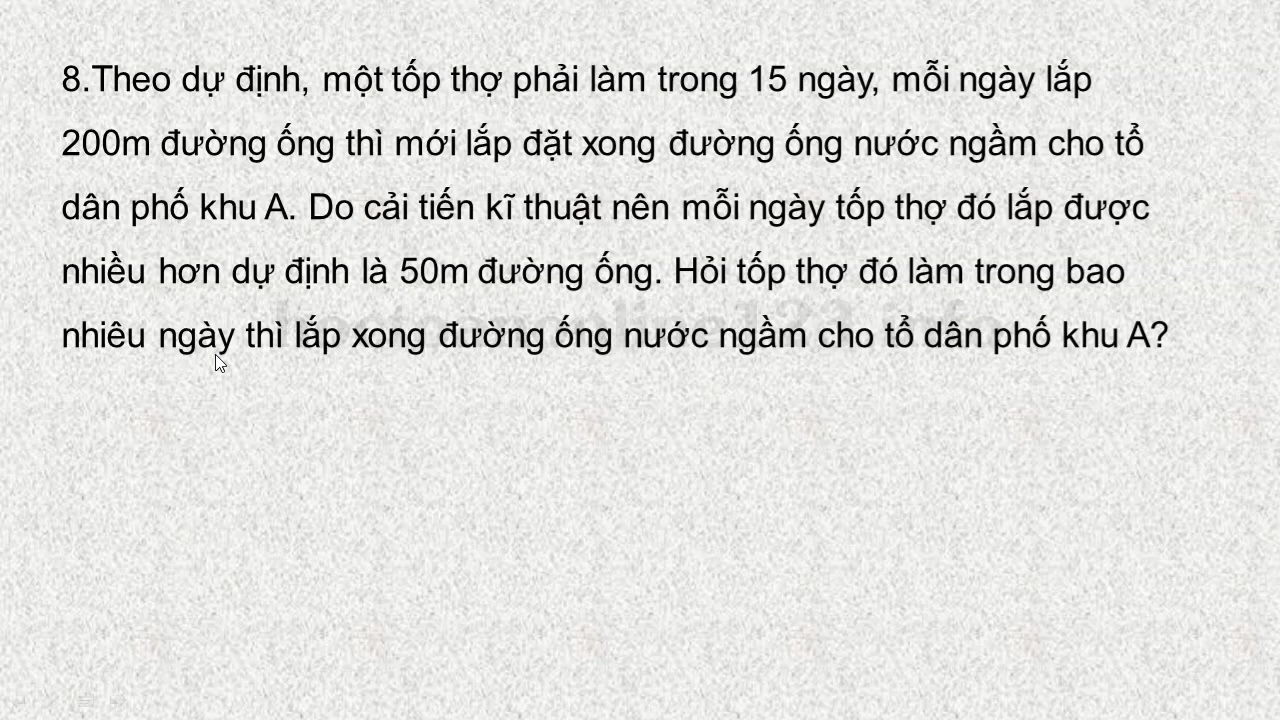 8.Theo dự định, một tốp thợ phải làm trong 15 ngày, mỗi ngày lắp
200m đường ống thì mới lắp đặt xong đường ống nước ngầm cho tổ
dân phố khu A. Do cải tiến kĩ thuật nên mỗi ngày tốp thợ đó lắp được
nhiều hơn dự định là 50m đường ống. Hỏi tốp thợ đó làm trong bao
nhiêu ngày thì lắp xong đường ống nước ngầm cho tổ dân phố khu A?